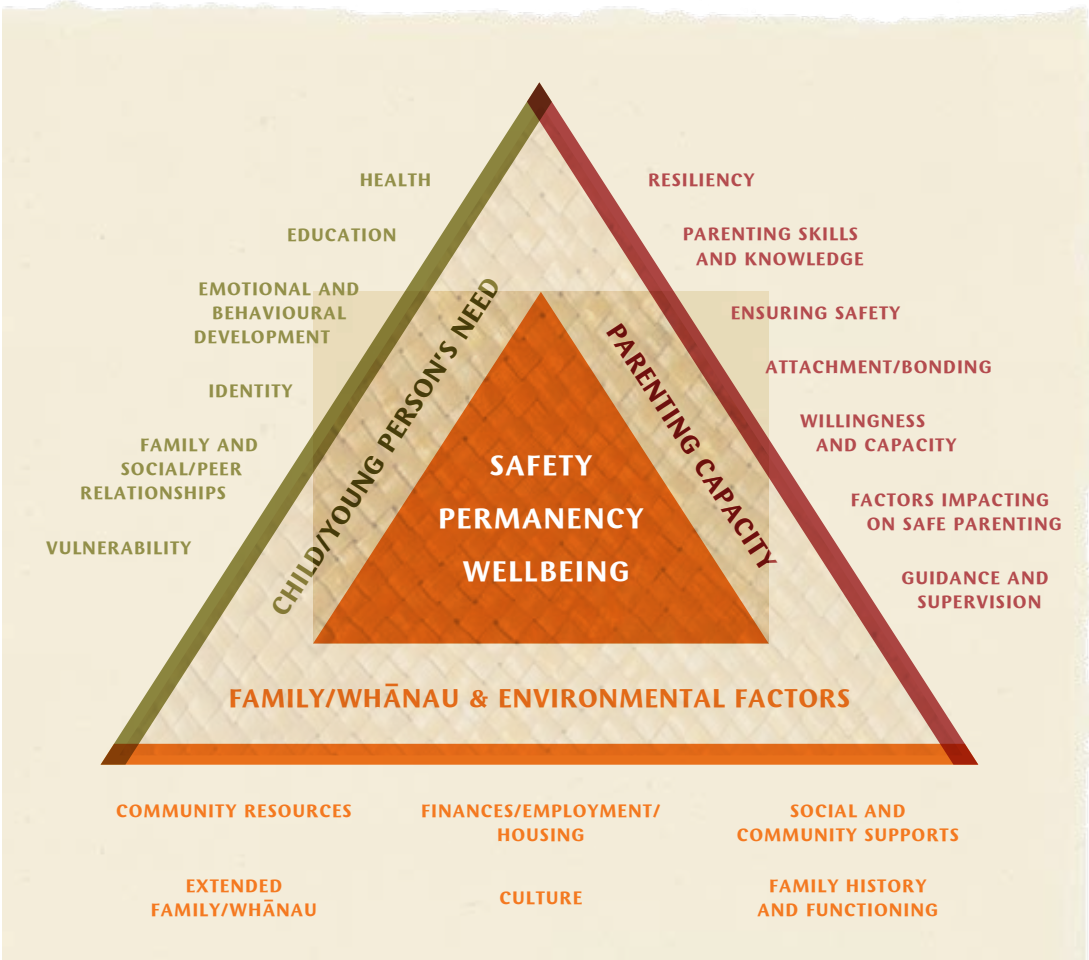 HEALTH
EDUCATION
EMOTIONAL AND
BEHAVIOURAL
DEVELOPMENT
IDENTITY
FAMILY AND
SOCIAL/PEER
RELATIONSHIPS
VULNERABILITY
CHILD/YOUNG PERSON'S NEED
SAFETY
PERMANENCY
WELLBEING
PARENTING CAPACITY
RESILIENCY
PARENTING SKILLS
AND KNOWLEDGE
ENSURING SAFETY
ATTACHMENT/BONDING
WILLINGNESS
AND CAPACITY
FACTORS IMPACTING
ON SAFE PARENTING
GUIDANCE AND
SUPERVISION
FAMILY/WHĀNAU & ENVIRONMENTAL FACTORS
COMMUNITY RESOURCES
FINANCES/EMPLOYMENT/
HOUSING
SOCIAL AND
COMMUNITY SUPPORTS
EXTENDED
FAMILY/WHĀNAU
CULTURE
FAMILY HISTORY
AND FUNCTIONING